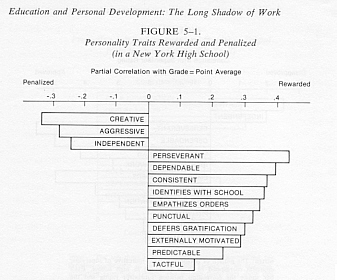 Education and Personal Development: The Long Shadow of Work
FIGURE 5–1.
Personality Traits Rewarded and Penalized
(in a New York High School)
Partial Correlation with Grade=Point Average
Penalized Rewarded
-.3 -.2 -.1 0 .1 .2 .3 .4
CREATIVE
AGGRESSIVE
INDEPENDENT
0
PERSEVERANT
DEPENDABLE
CONSISTENT
IDENTIFIES WITH SCHOOL
EMPATHIZES ORDERS
PUNCTUAL
DEFERS GRATIFICATION
EXTERNALLY MOTIVATED
PREDICTABLE
TACTFUL